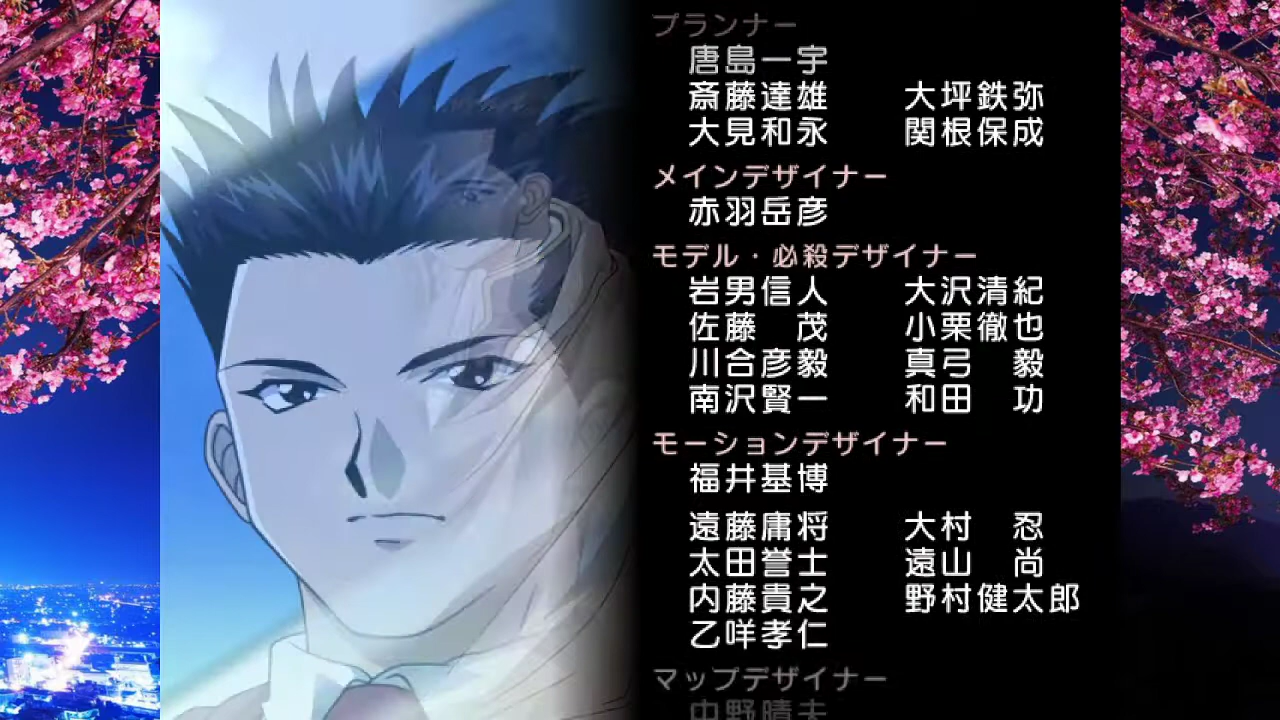 プランナー
唐島一宇
斎藤達雄 大坪鉄弥
大見和永 関根保成
メインデザイナー
赤羽岳彦
モデル・必殺デザイナー
岩男信人 大沢清紀
佐藤 茂 小栗徹也
川合彦毅 真弓 毅
南沢賢一 和田 功
モーションデザイナー
福井基博
遠藤庸将 大村 忍
太田誉士 遠山 尚
内藤貴之 野村健太郎
乙咩孝仁
マップデザイナー
中野晴夫